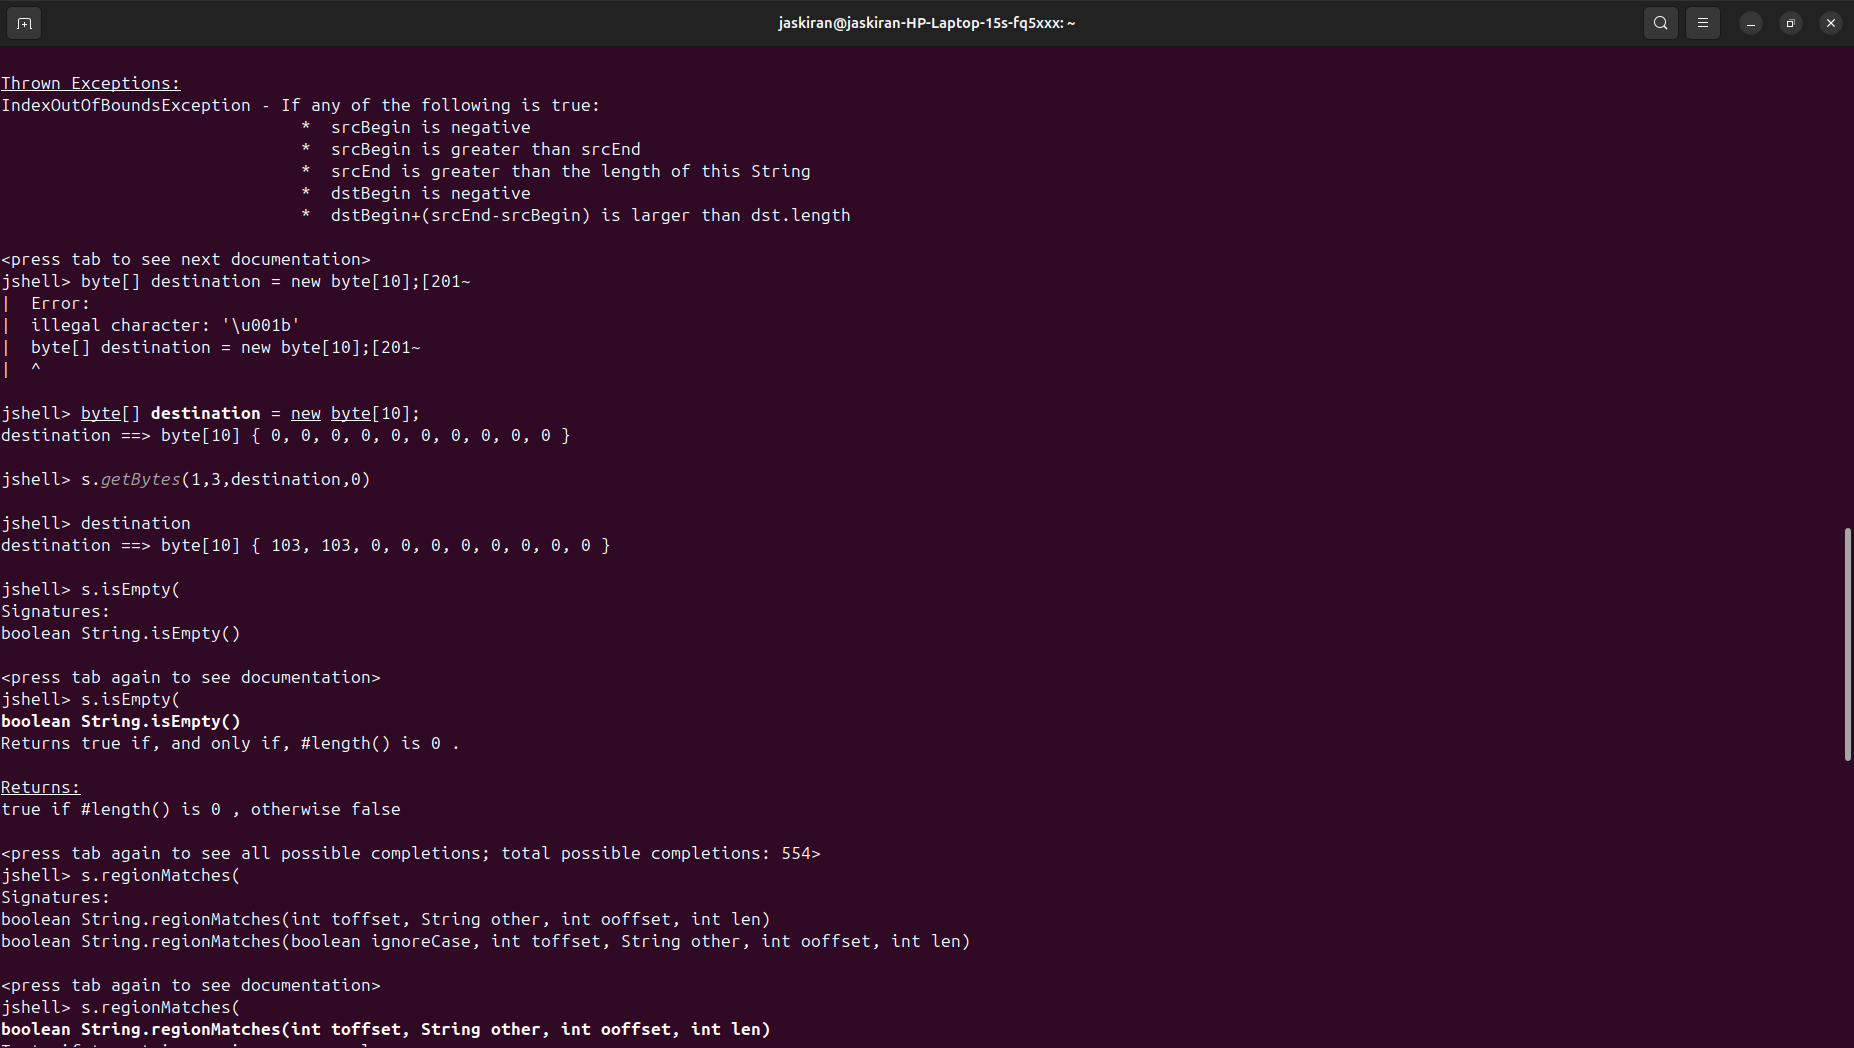 jaskiran@jaskiran-HP-Laptop-15s-fq5xxx: ~
Thrown Exceptions:
IndexOutOfBoundsException - If any of the following is true:
* srcBegin is negative
* srcBegin is greater than srcEnd
* srcEnd is greater than the length of this String
* dstBegin is negative
* dstBegin+(srcEnd-srcBegin) is larger than dst.length
<press tab to see next documentation>
jshell> byte[] destination = new byte[10];[201~
| Error:
| illegal character: '\u001b'
| byte[] destination = new byte[10];[201~
| ^
jshell> byte[] destination = new byte[10];
destination ==> byte[10] { 0, 0, 0, 0, 0, 0, 0, 0, 0, 0 }
jshell> s.getBytes(1,3,destination,0)
jshell> destination
destination ==> byte[10] { 103, 103, 0, 0, 0, 0, 0, 0, 0, 0 }
jshell> s.isEmpty(
Signatures:
boolean String.isEmpty()
<press tab again to see documentation>
jshell> s.isEmpty(
boolean String.isEmpty()
Returns true if, and only if, #length() is 0 .
Returns:
true if #length() is 0 , otherwise false
<press tab again to see all possible completions; total possible completions: 554>
jshell> s.regionMatches(
Signatures:
boolean String.regionMatches(int toffset, String other, int ooffset, int len)
boolean String.regionMatches(boolean ignoreCase, int toffset, String other, int ooffset, int len)
<press tab again to see documentation>
jshell> s.regionMatches(
boolean String.regionMatches(int toffset, String other, int ooffset, int len)